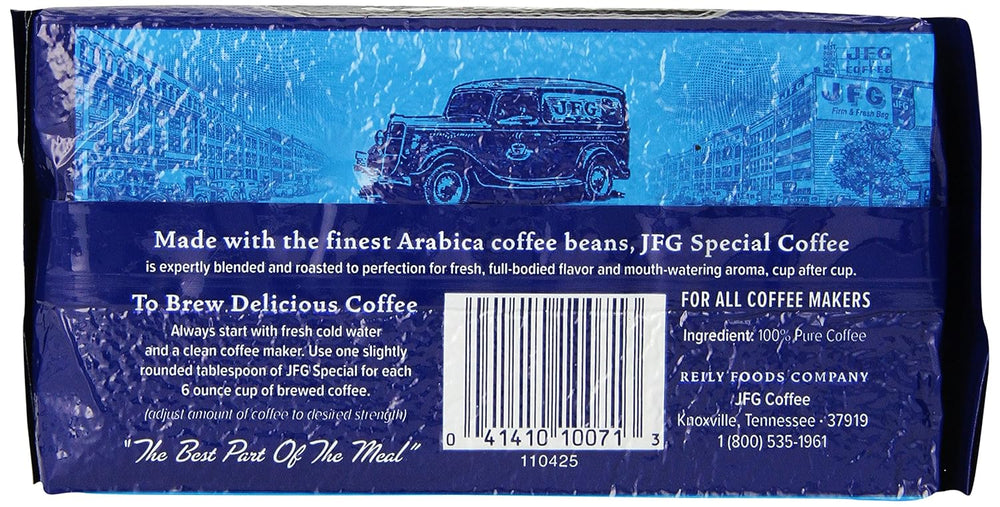 JFG
COFFEE
JFG
JFG
Firm & Fresh Bag
Made with the finest Arabica coffee beans, JFG Special Coffee
is expertly blended and roasted to perfection for fresh, full-bodied flavor and mouth-watering aroma, cup after cup.
To Brew Delicious Coffee
Always start with fresh cold water
and a clean coffee maker. Use one slightly
rounded tablespoon of JFG Special for each
6 ounce cup of brewed coffee.
(adjust amount of coffee to desired strength)
"The Best Part Of The Meal"
0 41410 10071 3
110425
FOR ALL COFFEE MAKERS
Ingredient: 100% Pure Coffee
REILY FOODS COMPANY
JFG Coffee
Knoxville, Tennessee · 37919
1 (800) 535-1961